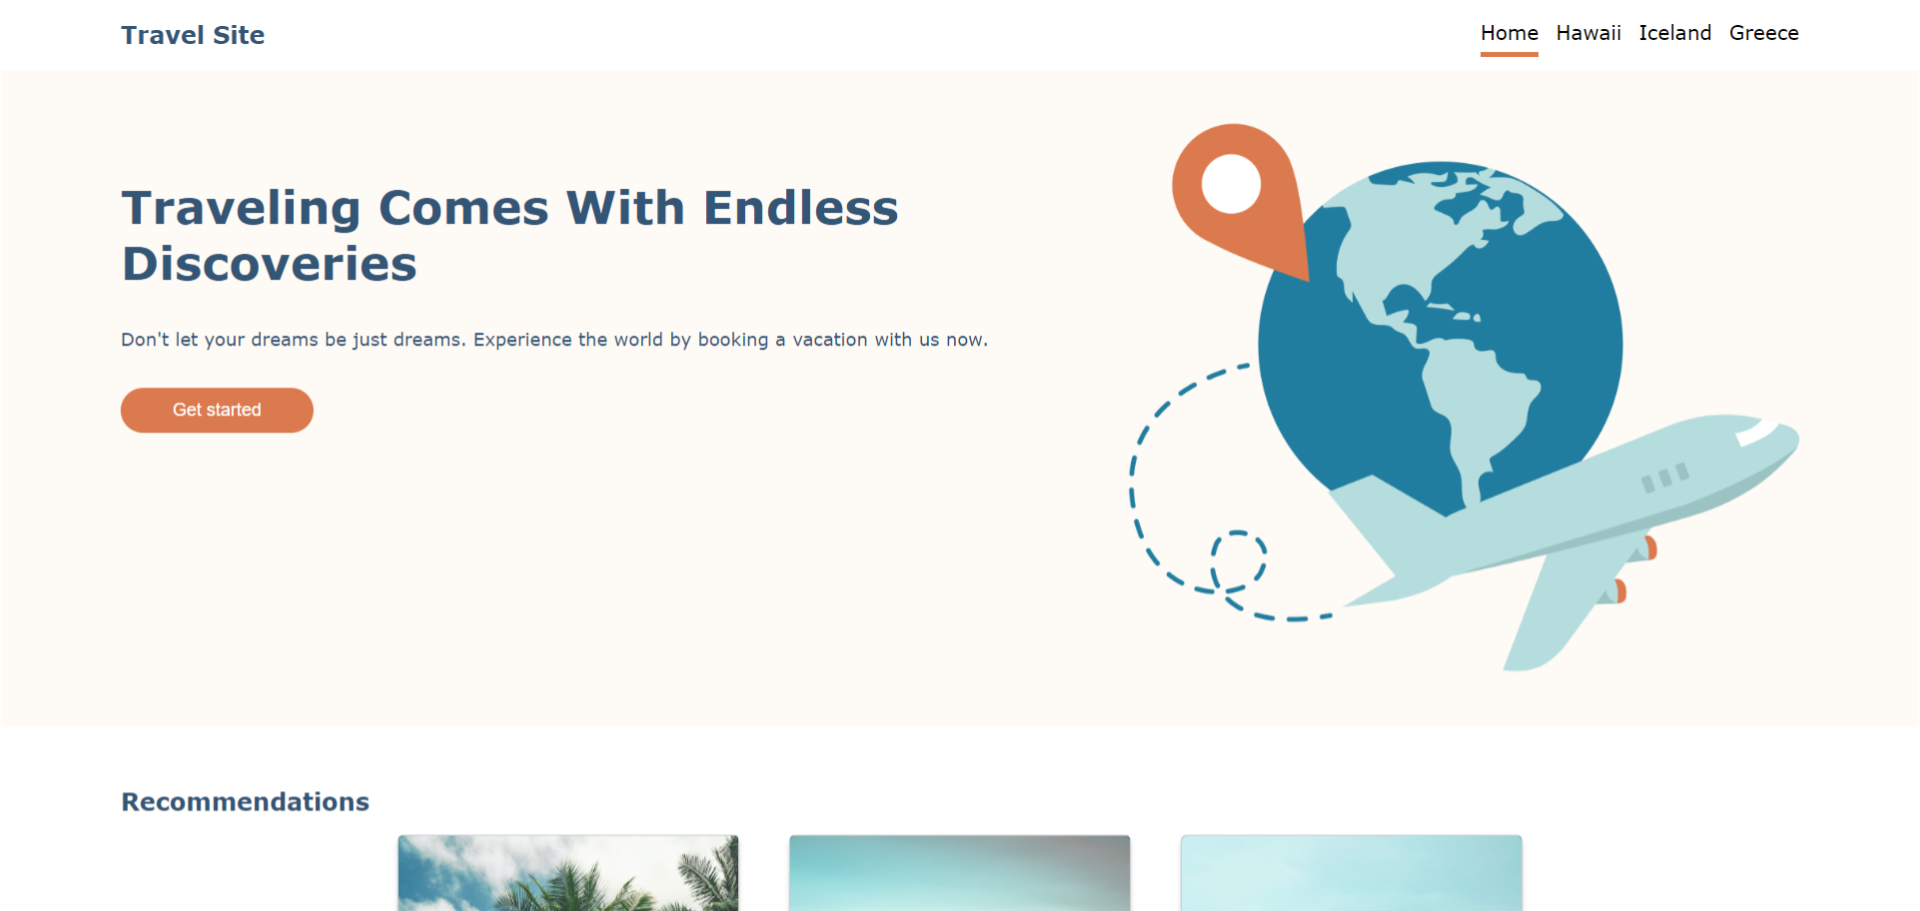 Travel Site
Home Hawaii Iceland Greece
Traveling Comes With Endless
Discoveries
Don't let your dreams be just dreams. Experience the world by booking a vacation with us now.
Get started
Recommendations